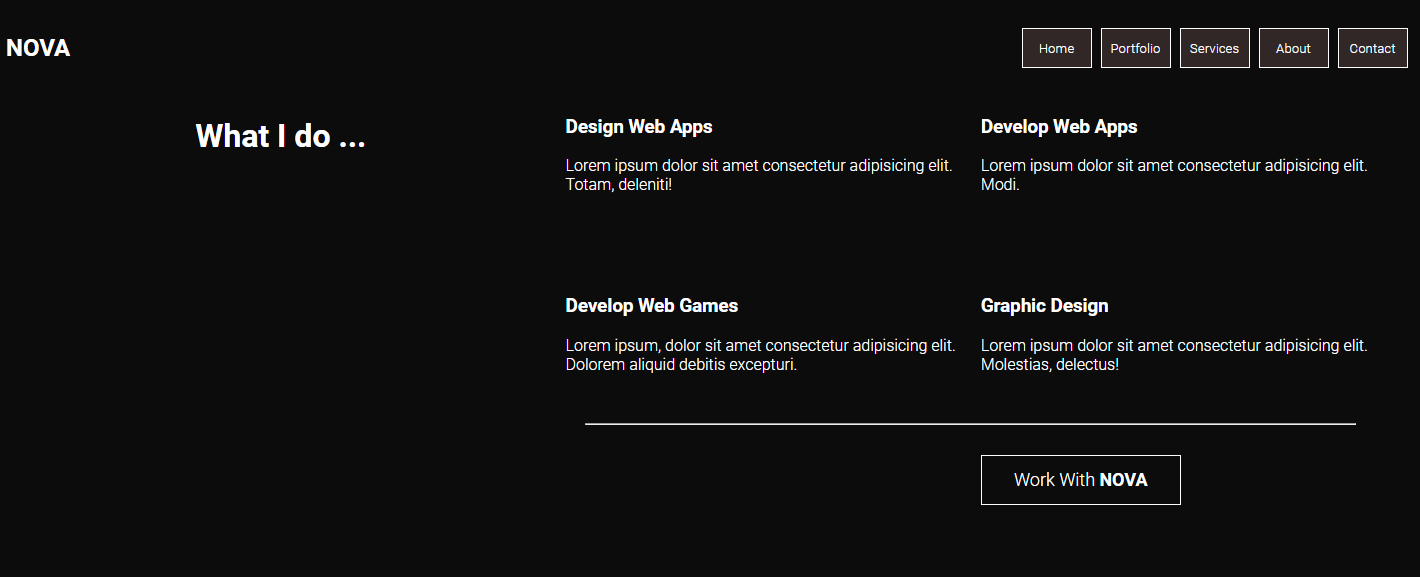 NOVA
Home
Portfolio
Services
About
Contact
What I do ...
Design Web Apps
Lorem ipsum dolor sit amet consectetur adipisicing elit.
Totam, deleniti!
Develop Web Apps
Lorem ipsum dolor sit amet consectetur adipisicing elit.
Modi.
Develop Web Games
Lorem ipsum, dolor sit amet consectetur adipisicing elit.
Dolorem aliquid debitis excepturi.
Graphic Design
Lorem ipsum dolor sit amet consectetur adipisicing elit.
Molestias, delectus!
Work With NOVA